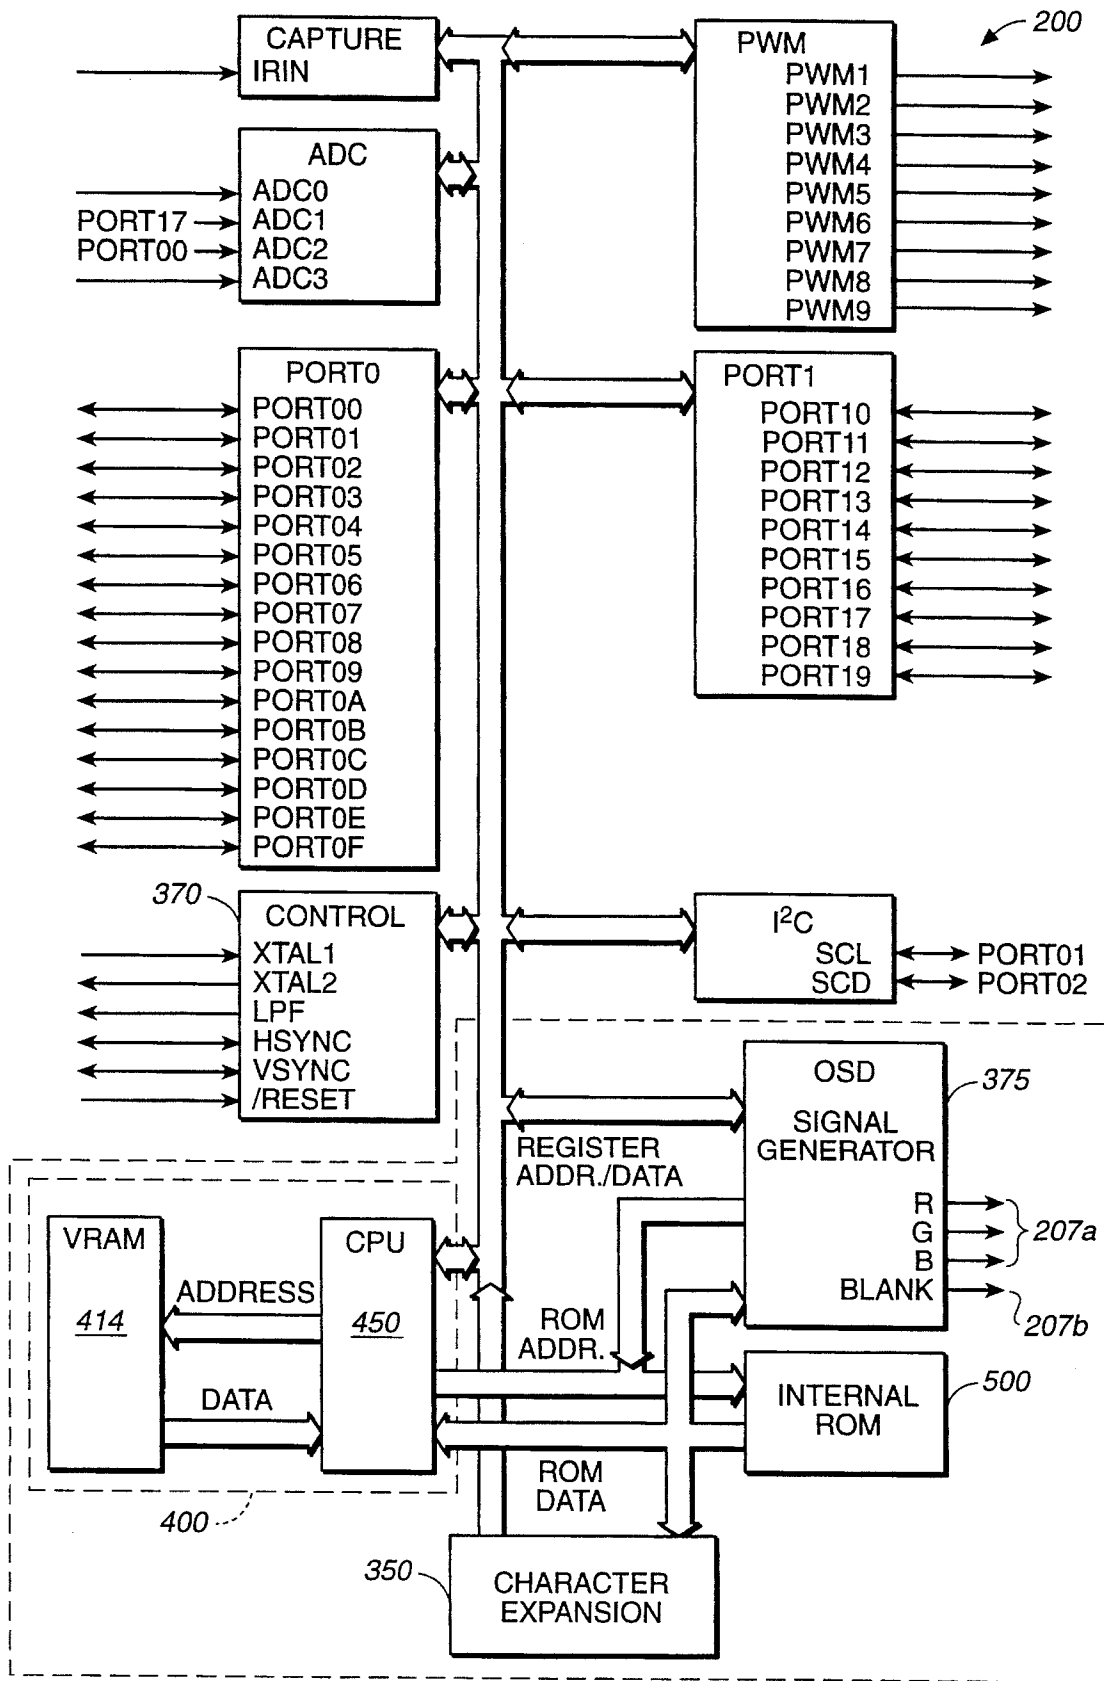 200
CAPTURE
IRIN
PWM
PWM1
PWM2
PWM3
PWM4
PWM5
PWM6
PWM7
PWM8
PWM9
ADC
ADC0
PORT17 ADC1
PORT00 ADC2
ADC3
PORT0
PORT00
PORT01
PORT02
PORT03
PORT04
PORT05
PORT06
PORT07
PORT08
PORT09
PORT0A
PORT0B
PORT0C
PORT0D
PORT0E
PORT0F
PORT1
PORT10
PORT11
PORT12
PORT13
PORT14
PORT15
PORT16
PORT17
PORT18
PORT19
370
CONTROL
XTAL1
XTAL2
LPF
HSYNC
VSYNC
/RESET
I²C
SCL PORT01
SCD PORT02
OSD
SIGNAL
GENERATOR
375
R
G
B
BLANK
207a
207b
REGISTER
ADDR./DATA
VRAM
414
CPU
450
ADDRESS
DATA
400
ROM
ADDR.
ROM
DATA
INTERNAL
ROM
500
350
CHARACTER
EXPANSION